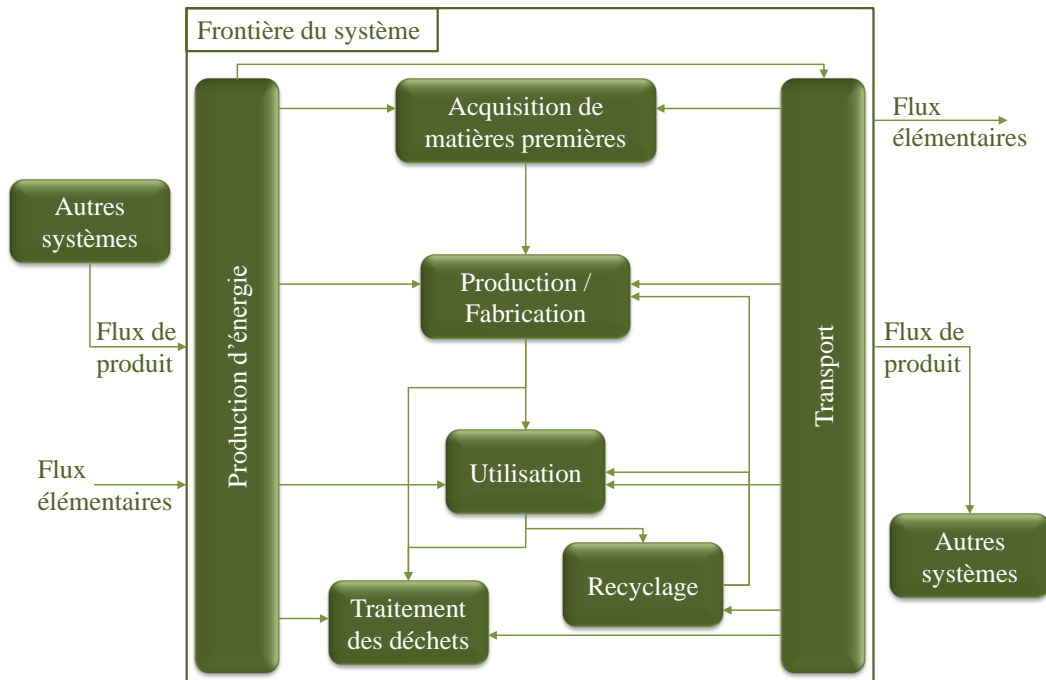 Frontière du système
Acquisition de
matières premières
Flux
élémentaires
Autres
systèmes
Production d’énergie
Production /
Fabrication
Transport
Flux de
produit
Flux de
produit
Utilisation
Flux
élémentaires
Autres
systèmes
Recyclage
Traitement
des déchets